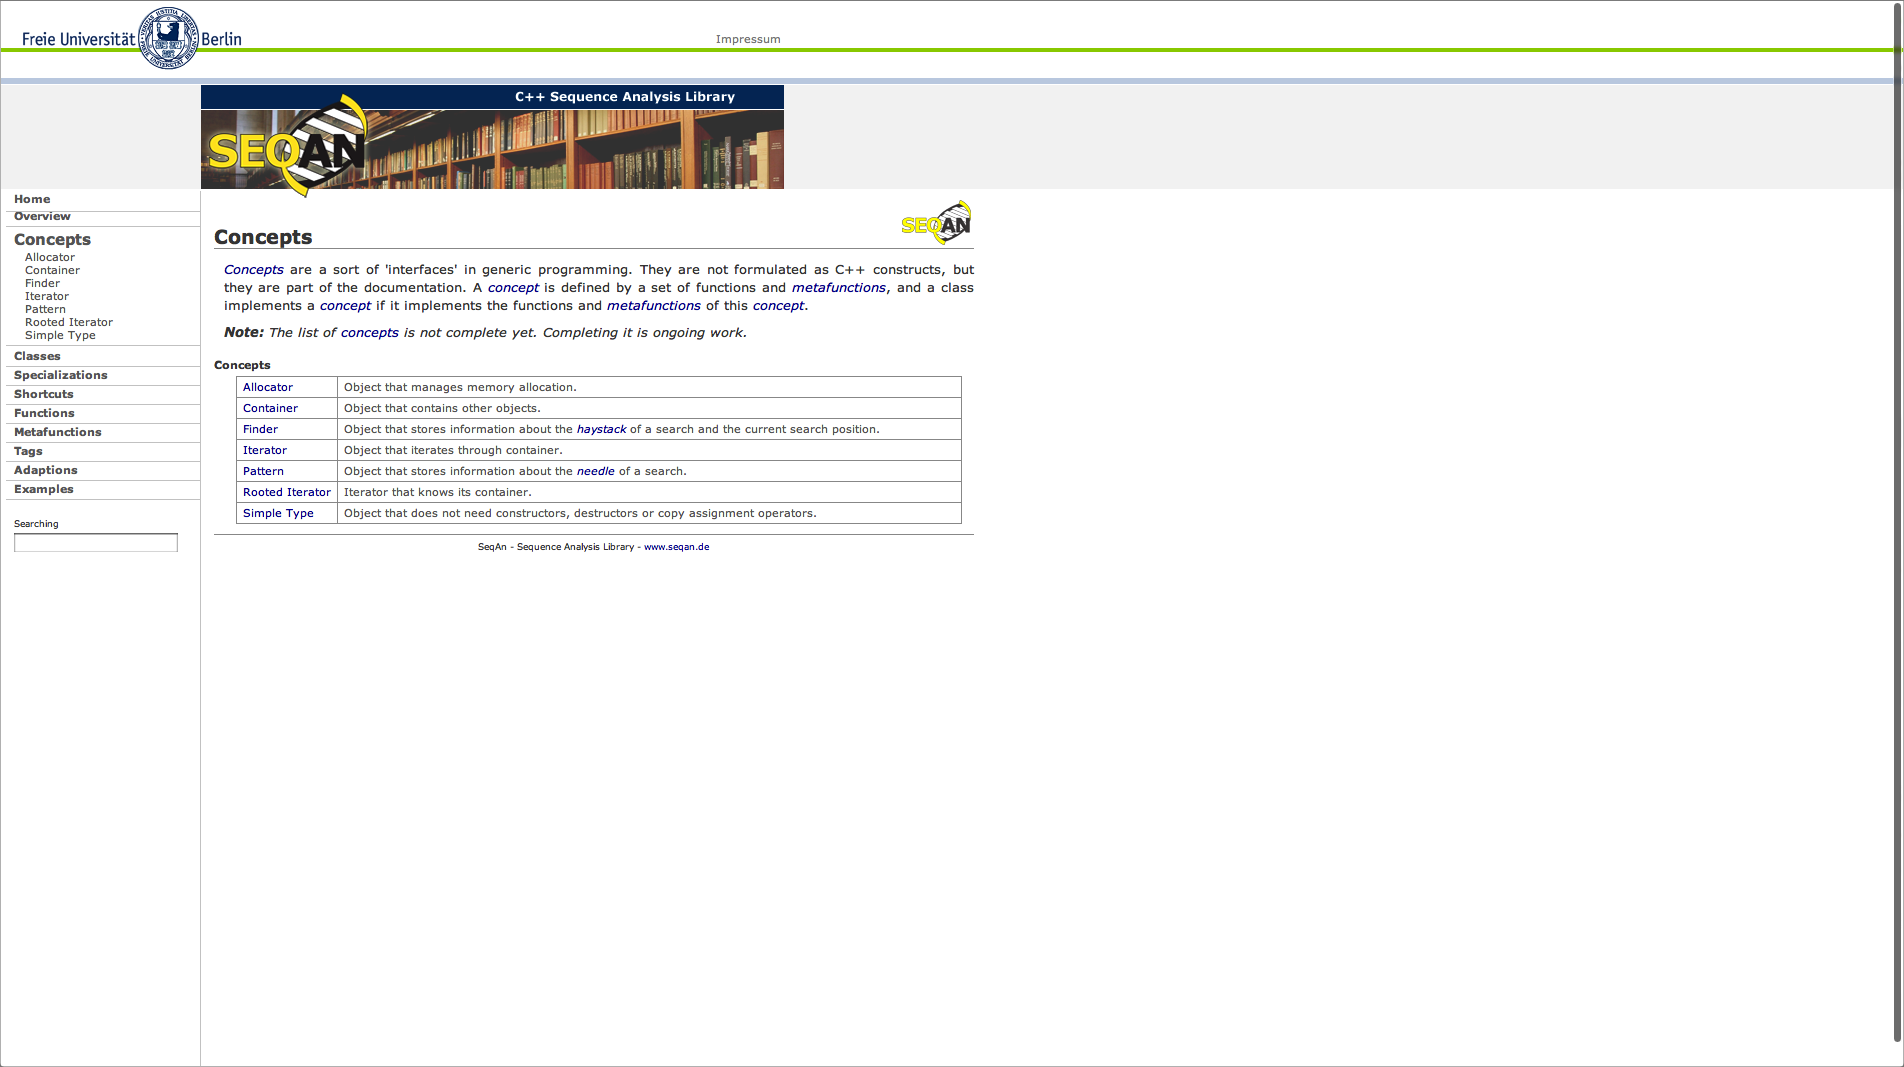 Freie Universität Berlin
Impressum
C++ Sequence Analysis Library
SEQAN
Home
Overview
Concepts
Allocator
Container
Finder
Iterator
Pattern
Rooted Iterator
Simple Type
Classes
Specializations
Shortcuts
Functions
Metafunctions
Tags
Adaptions
Examples
Searching
SEQAN
Concepts
Concepts are a sort of 'interfaces' in generic programming. They are not formulated as C++ constructs, but
they are part of the documentation. A concept is defined by a set of functions and metafunctions, and a class
implements a concept if it implements the functions and metafunctions of this concept.
Note: The list of concepts is not complete yet. Completing it is ongoing work.
Concepts
Allocator Object that manages memory allocation.
Container Object that contains other objects.
Finder Object that stores information about the haystack of a search and the current search position.
Iterator Object that iterates through container.
Pattern Object that stores information about the needle of a search.
Rooted Iterator Iterator that knows its container.
Simple Type Object that does not need constructors, destructors or copy assignment operators.
SeqAn - Sequence Analysis Library - www.seqan.de